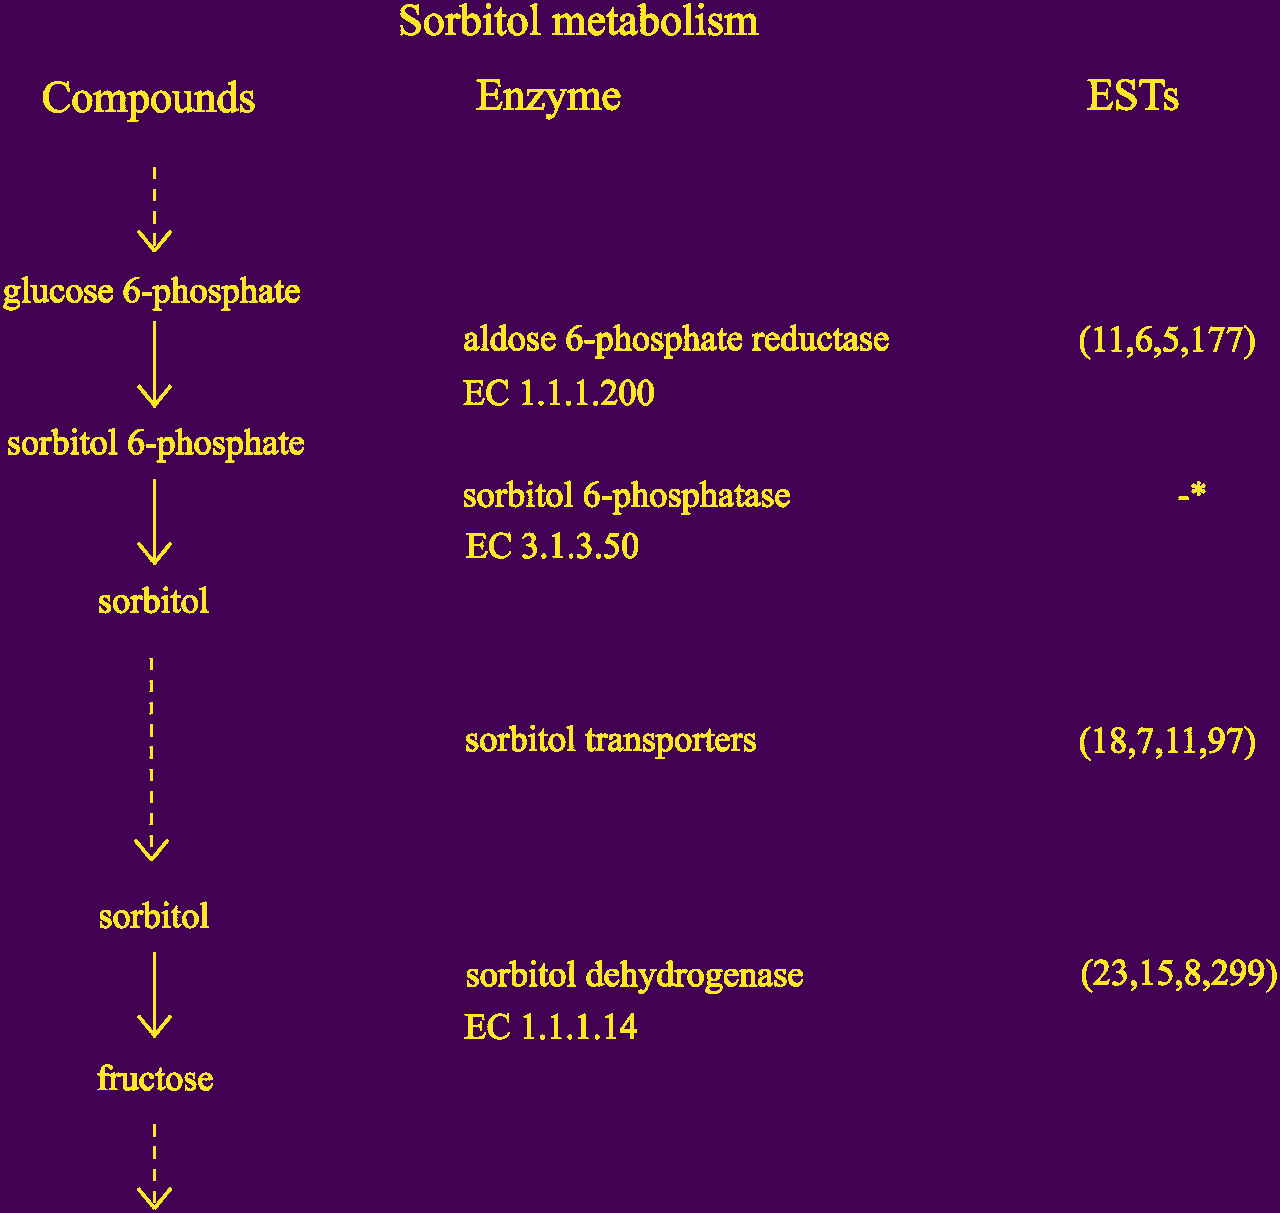 Sorbitol metabolism
Compounds Enzyme ESTs
glucose 6-phosphate
aldose 6-phosphate reductase (11,6,5,177)
EC 1.1.1.200
sorbitol 6-phosphate
sorbitol 6-phosphatase -*
EC 3.1.3.50
sorbitol
sorbitol transporters (18,7,11,97)
sorbitol
sorbitol dehydrogenase (23,15,8,299)
EC 1.1.1.14
fructose